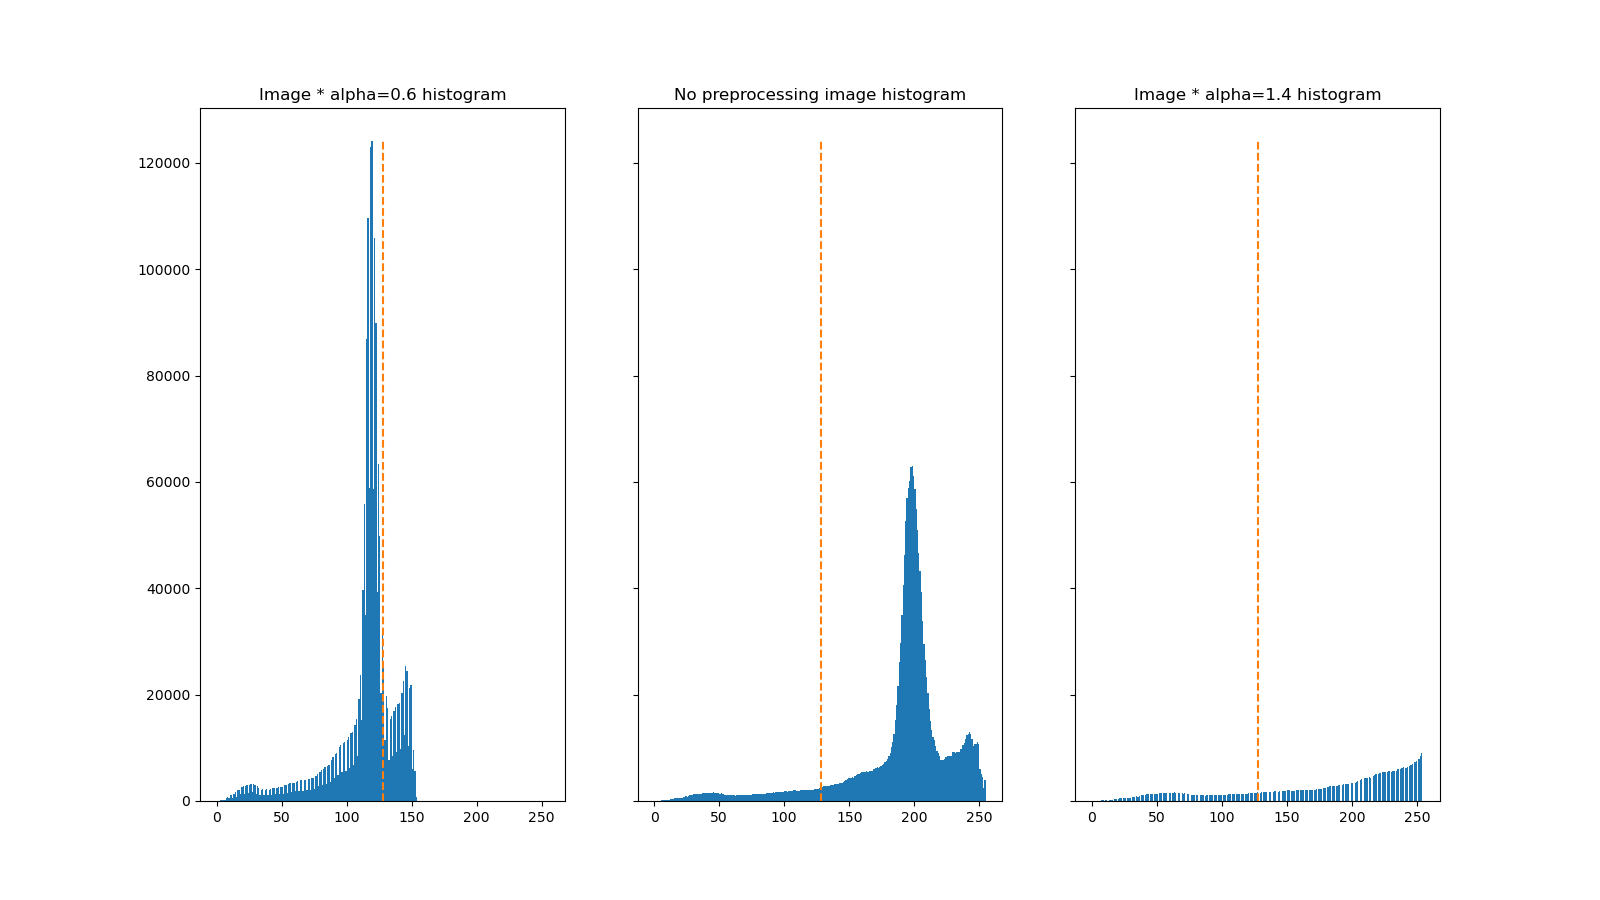 Image * alpha=0.6 histogram
No preprocessing image histogram
Image * alpha=1.4 histogram
120000
100000
80000
60000
40000
20000
0
0 50 100 150 200 250
0 50 100 150 200 250
0 50 100 150 200 250